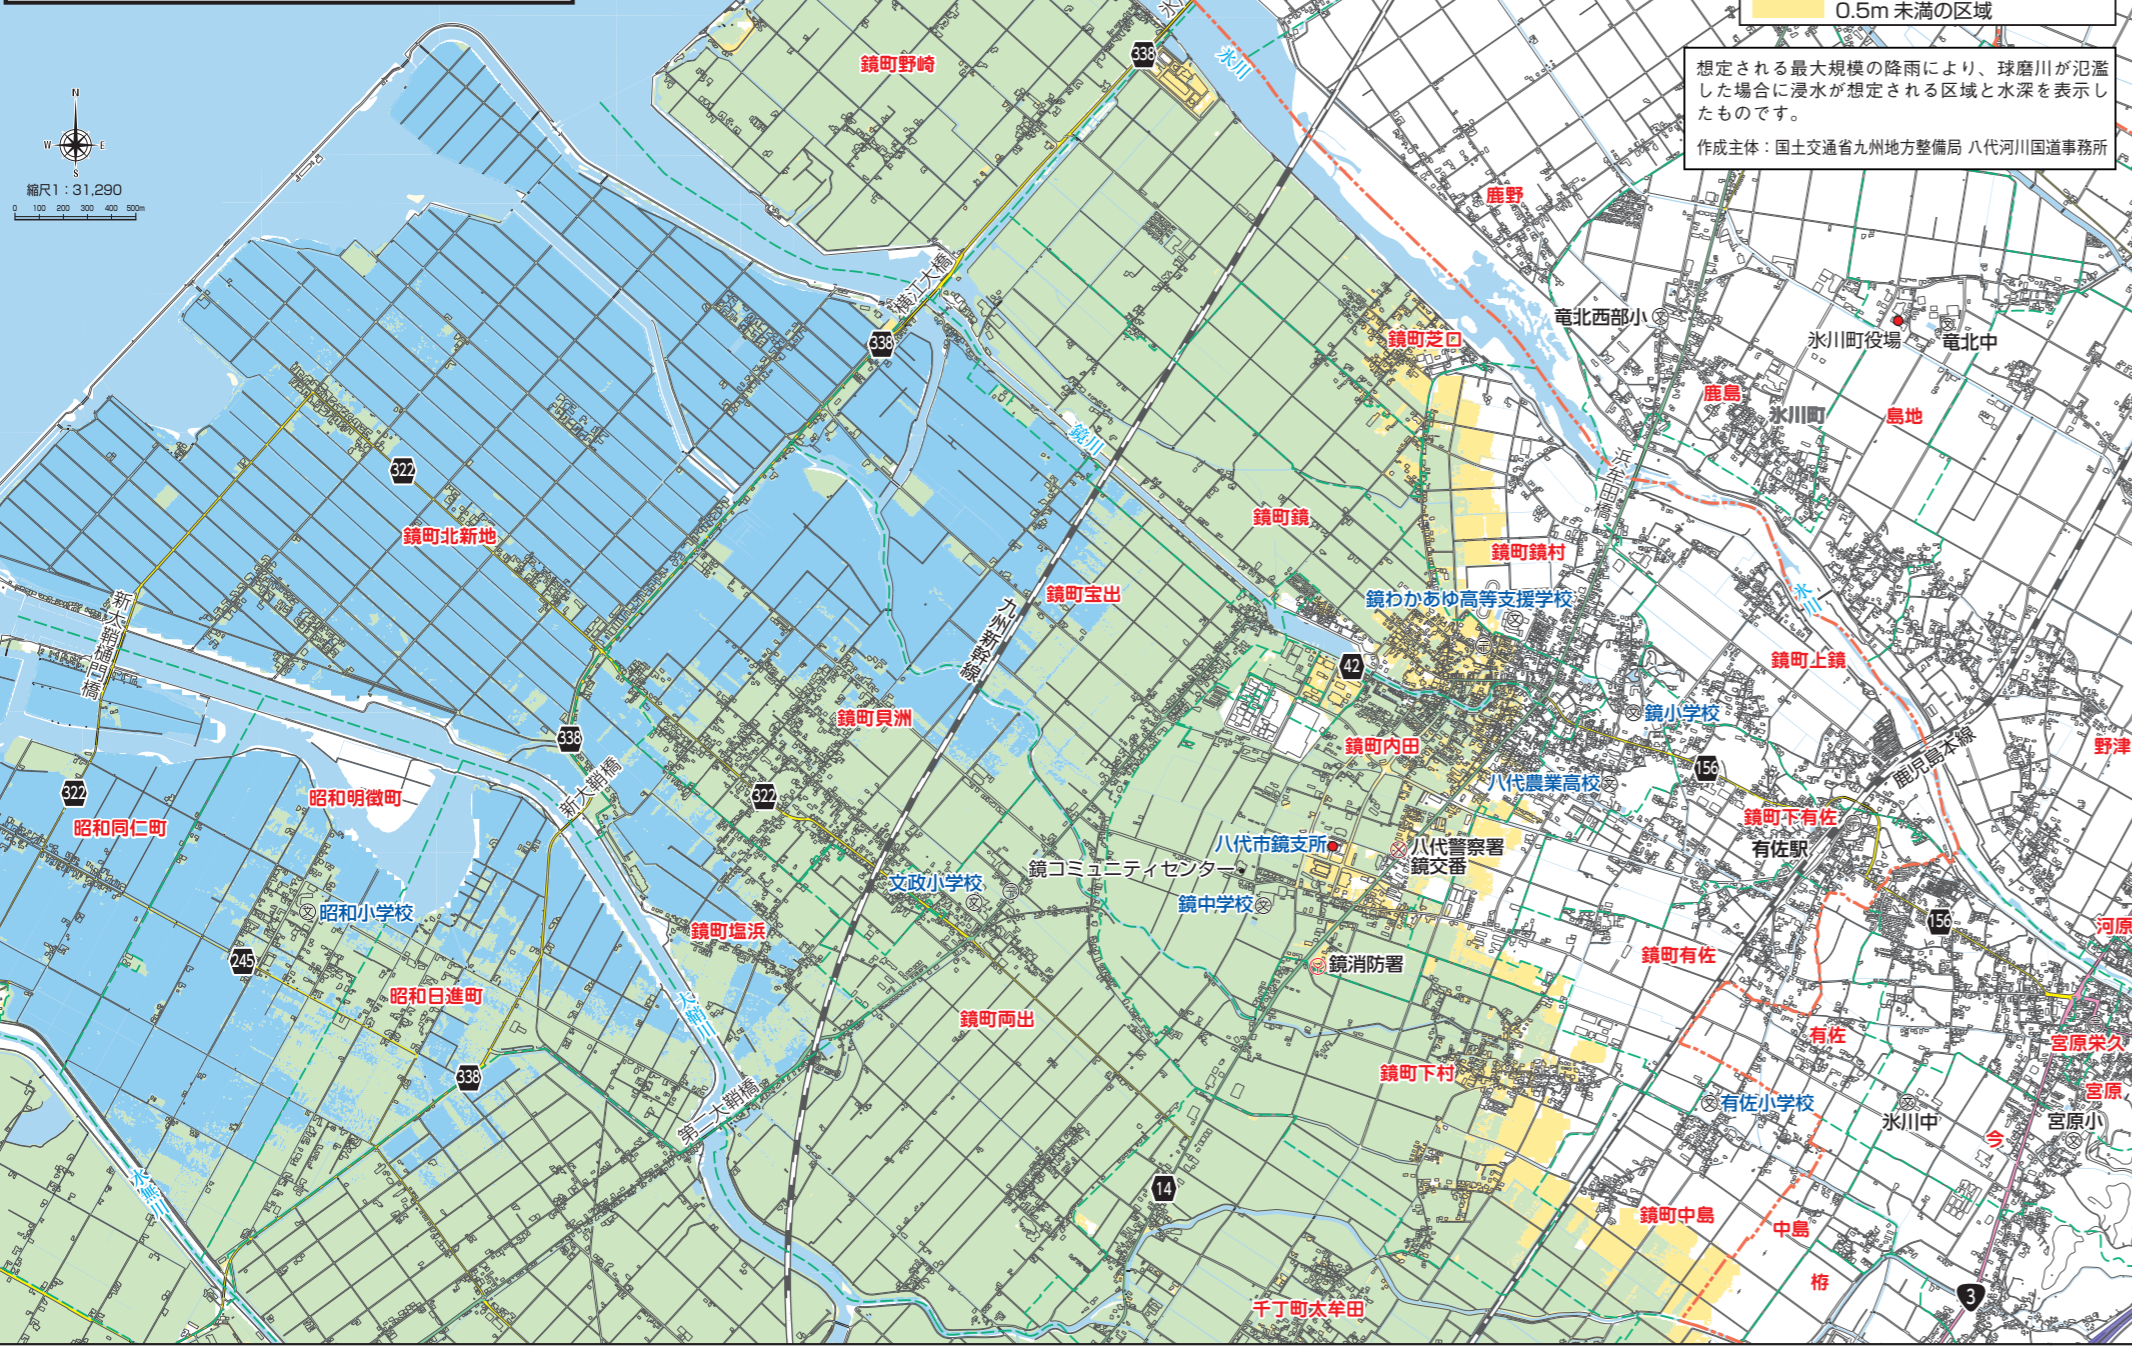 0.5m 未満の区域
想定される最大規模の降雨により、球磨川が氾濫
した場合に浸水が想定される区域と水深を表示し
たものです。
作成主体：国土交通省九州地方整備局 八代河川国道事務所
N
W E
S
縮尺1：31,290
0 100 200 300 400 500m
鏡町野崎
338
氷川
鹿野
横江大橋
338
鏡町芝口
竜北西部小
氷川町役場
竜北中
鹿島
氷川町
島地
鏡川
322
鏡町北新地
鏡町鏡
浜牟田橋
鏡町鏡村
新大鞘樋門橋
鏡町宝出
九州新幹線
鏡わかあゆ高等支援学校
氷川
42
鏡町上鏡
鏡町貝洲
鏡小学校
338
鏡町内田
野津
新大鞘橋
鹿児島本線
156
322
昭和明徴町
322
八代農業高校
昭和同仁町
鏡町下有佐
八代市鏡支所
八代警察署
鏡交番
有佐駅
鏡コミュニティセンター
文政小学校
鏡中学校
昭和小学校
156
河原
鏡町塩浜
245
鏡町有佐
鏡消防署
昭和日進町
大鞘川
鏡町両出
有佐
宮原栄久
338
鏡町下村
宮原
第二大鞘橋
有佐小学校
氷川中
宮原小
今
水無川
14
鏡町中島
中島
栫
3
千丁町太牟田